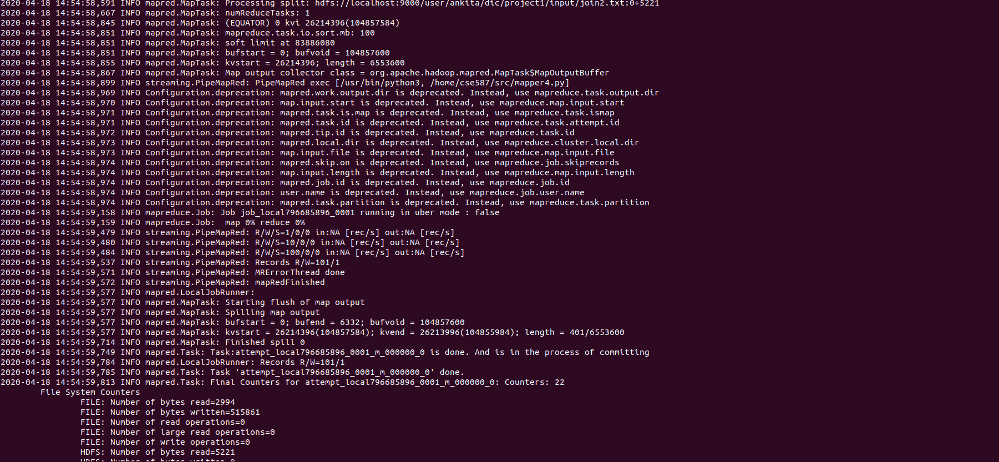 2020-04-18 14:54:58,591 INFO mapred.MapTask: Processing split: hdfs://localhost:9000/user/ankita/dic/project1/input/join2.txt:0+5221
2020-04-18 14:54:58,667 INFO mapred.MapTask: numReduceTasks: 1
2020-04-18 14:54:58,845 INFO mapred.MapTask: (EQUATOR) 0 kvi 26214396(104857584)
2020-04-18 14:54:58,851 INFO mapred.MapTask: mapreduce.task.io.sort.mb: 100
2020-04-18 14:54:58,851 INFO mapred.MapTask: soft limit at 83886080
2020-04-18 14:54:58,851 INFO mapred.MapTask: bufstart = 0; bufvoid = 104857600
2020-04-18 14:54:58,855 INFO mapred.MapTask: kvstart = 26214396; length = 6553600
2020-04-18 14:54:58,867 INFO mapred.MapTask: Map output collector class = org.apache.hadoop.mapred.MapTask$MapOutputBuffer
2020-04-18 14:54:58,899 INFO streaming.PipeMapRed: PipeMapRed exec [/usr/bin/python3, /home/cse587/src/mapper4.py]
2020-04-18 14:54:58,969 INFO Configuration.deprecation: mapred.work.output.dir is deprecated. Instead, use mapreduce.task.output.dir
2020-04-18 14:54:58,970 INFO Configuration.deprecation: map.input.start is deprecated. Instead, use mapreduce.map.input.start
2020-04-18 14:54:58,971 INFO Configuration.deprecation: mapred.task.is.map is deprecated. Instead, use mapreduce.task.ismap
2020-04-18 14:54:58,971 INFO Configuration.deprecation: mapred.task.id is deprecated. Instead, use mapreduce.task.attempt.id
2020-04-18 14:54:58,972 INFO Configuration.deprecation: mapred.tip.id is deprecated. Instead, use mapreduce.task.id
2020-04-18 14:54:58,973 INFO Configuration.deprecation: mapred.local.dir is deprecated. Instead, use mapreduce.cluster.local.dir
2020-04-18 14:54:58,973 INFO Configuration.deprecation: map.input.file is deprecated. Instead, use mapreduce.map.input.file
2020-04-18 14:54:58,974 INFO Configuration.deprecation: mapred.skip.on is deprecated. Instead, use mapreduce.job.skiprecords
2020-04-18 14:54:58,974 INFO Configuration.deprecation: map.input.length is deprecated. Instead, use mapreduce.map.input.length
2020-04-18 14:54:58,974 INFO Configuration.deprecation: mapred.job.id is deprecated. Instead, use mapreduce.job.id
2020-04-18 14:54:58,974 INFO Configuration.deprecation: user.name is deprecated. Instead, use mapreduce.job.user.name
2020-04-18 14:54:58,974 INFO Configuration.deprecation: mapred.task.partition is deprecated. Instead, use mapreduce.task.partition
2020-04-18 14:54:59,158 INFO mapreduce.Job: Job job_local796685896_0001 running in uber mode : false
2020-04-18 14:54:59,159 INFO mapreduce.Job:  map 0% reduce 0%
2020-04-18 14:54:59,479 INFO streaming.PipeMapRed: R/W/S=1/0/0 in:NA [rec/s] out:NA [rec/s]
2020-04-18 14:54:59,480 INFO streaming.PipeMapRed: R/W/S=10/0/0 in:NA [rec/s] out:NA [rec/s]
2020-04-18 14:54:59,484 INFO streaming.PipeMapRed: R/W/S=100/0/0 in:NA [rec/s] out:NA [rec/s]
2020-04-18 14:54:59,537 INFO streaming.PipeMapRed: Records R/W=101/1
2020-04-18 14:54:59,571 INFO streaming.PipeMapRed: MRErrorThread done
2020-04-18 14:54:59,572 INFO streaming.PipeMapRed: mapRedFinished
2020-04-18 14:54:59,577 INFO mapred.LocalJobRunner:
2020-04-18 14:54:59,577 INFO mapred.MapTask: Starting flush of map output
2020-04-18 14:54:59,577 INFO mapred.MapTask: Spilling map output
2020-04-18 14:54:59,577 INFO mapred.MapTask: bufstart = 0; bufend = 6332; bufvoid = 104857600
2020-04-18 14:54:59,577 INFO mapred.MapTask: kvstart = 26214396(104857584); kvend = 26213996(104855984); length = 401/6553600
2020-04-18 14:54:59,714 INFO mapred.MapTask: Finished spill 0
2020-04-18 14:54:59,749 INFO mapred.Task: Task:attempt_local796685896_0001_m_000000_0 is done. And is in the process of committing
2020-04-18 14:54:59,784 INFO mapred.LocalJobRunner: Records R/W=101/1
2020-04-18 14:54:59,785 INFO mapred.Task: Task 'attempt_local796685896_0001_m_000000_0' done.
2020-04-18 14:54:59,813 INFO mapred.Task: Final Counters for attempt_local796685896_0001_m_000000_0: Counters: 22
File System Counters
FILE: Number of bytes read=2994
FILE: Number of bytes written=515861
FILE: Number of read operations=0
FILE: Number of large read operations=0
FILE: Number of write operations=0
HDFS: Number of bytes read=5221
HDFS: Number of bytes written=0